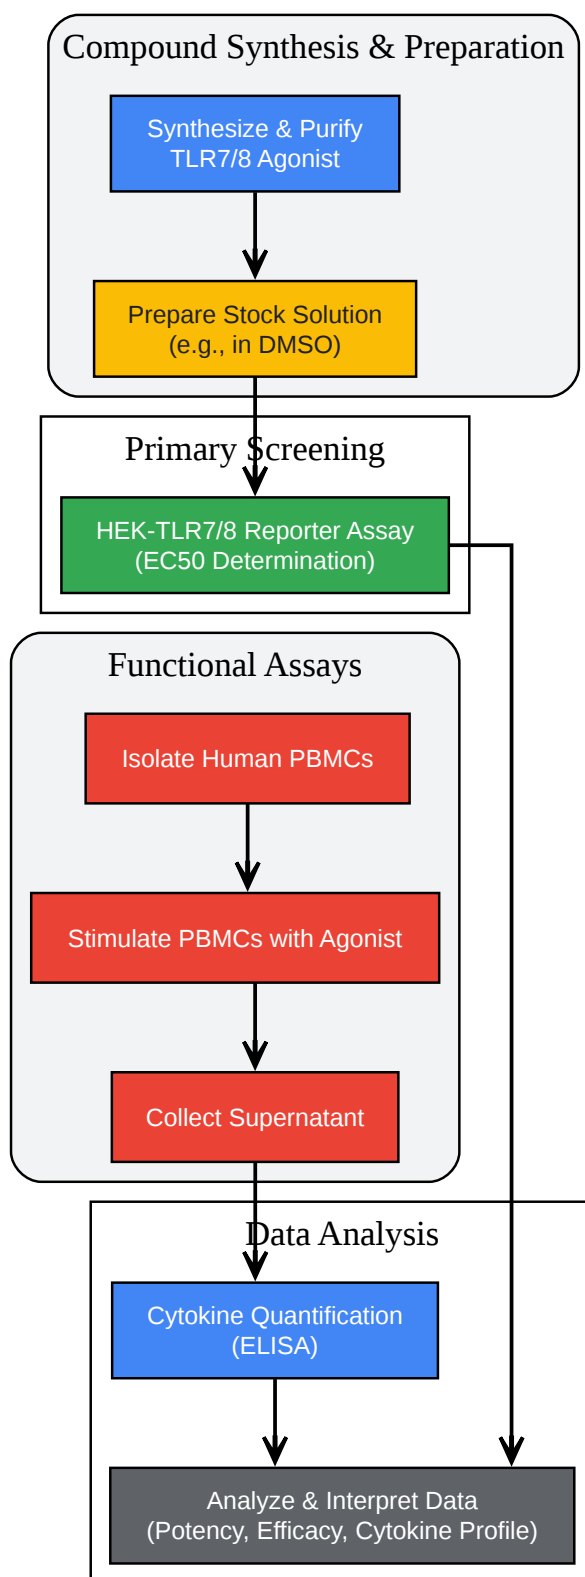 Compound Synthesis & Preparation
Synthesize & Purify
TLR7/8 Agonist
Prepare Stock Solution
(e.g., in DMSO)
Primary Screening
HEK-TLR7/8 Reporter Assay
(EC50 Determination)
Functional Assays
Isolate Human PBMCs
Stimulate PBMCs with Agonist
Collect Supernatant
Data Analysis
Cytokine Quantification
(ELISA)
Analyze & Interpret Data
(Potency, Efficacy, Cytokine Profile)